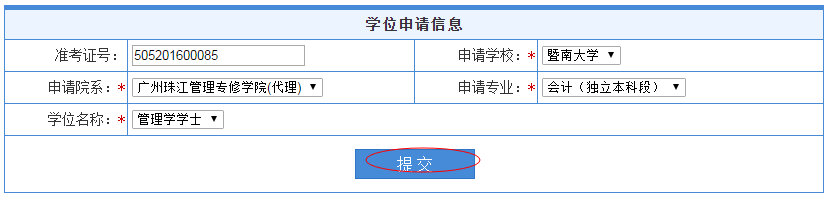 学位申请信息
准考证号： 505201600085 申请学校：* 暨南大学
申请院系：* 广州珠江管理专修学院(代理) 申请专业：* 会计（独立本科段）
学位名称：* 管理学学士
提交